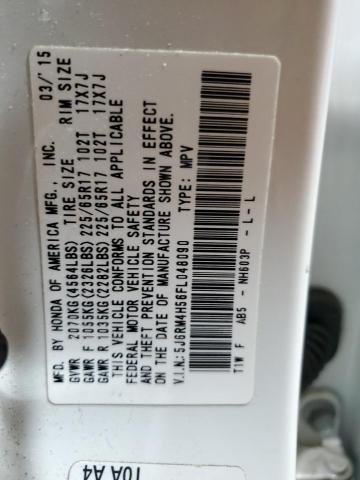 MFD. BY HONDA OF AMERICA MFG., INC. 03/'15
GVWR 2070KG(4564LBS) TIRE SIZE RIM SIZE
GAWR F 1055KG(2326LBS)225/65R17 102T 17X7J
GAWR R 1035KG(2282LBS)225/65R17 102T 17X7J
THIS VEHICLE CONFORMS TO ALL APPLICABLE
FEDERAL MOTOR VEHICLE SAFETY
AND THEFT PREVENTION STANDARDS IN EFFECT
ON THE DATE OF MANUFACTURE SHOWN ABOVE.
V.I.N.:5J6RM4H56FL048090 TYPE: MPV
T1W F AB5 - NH603P - L - L
10A A4